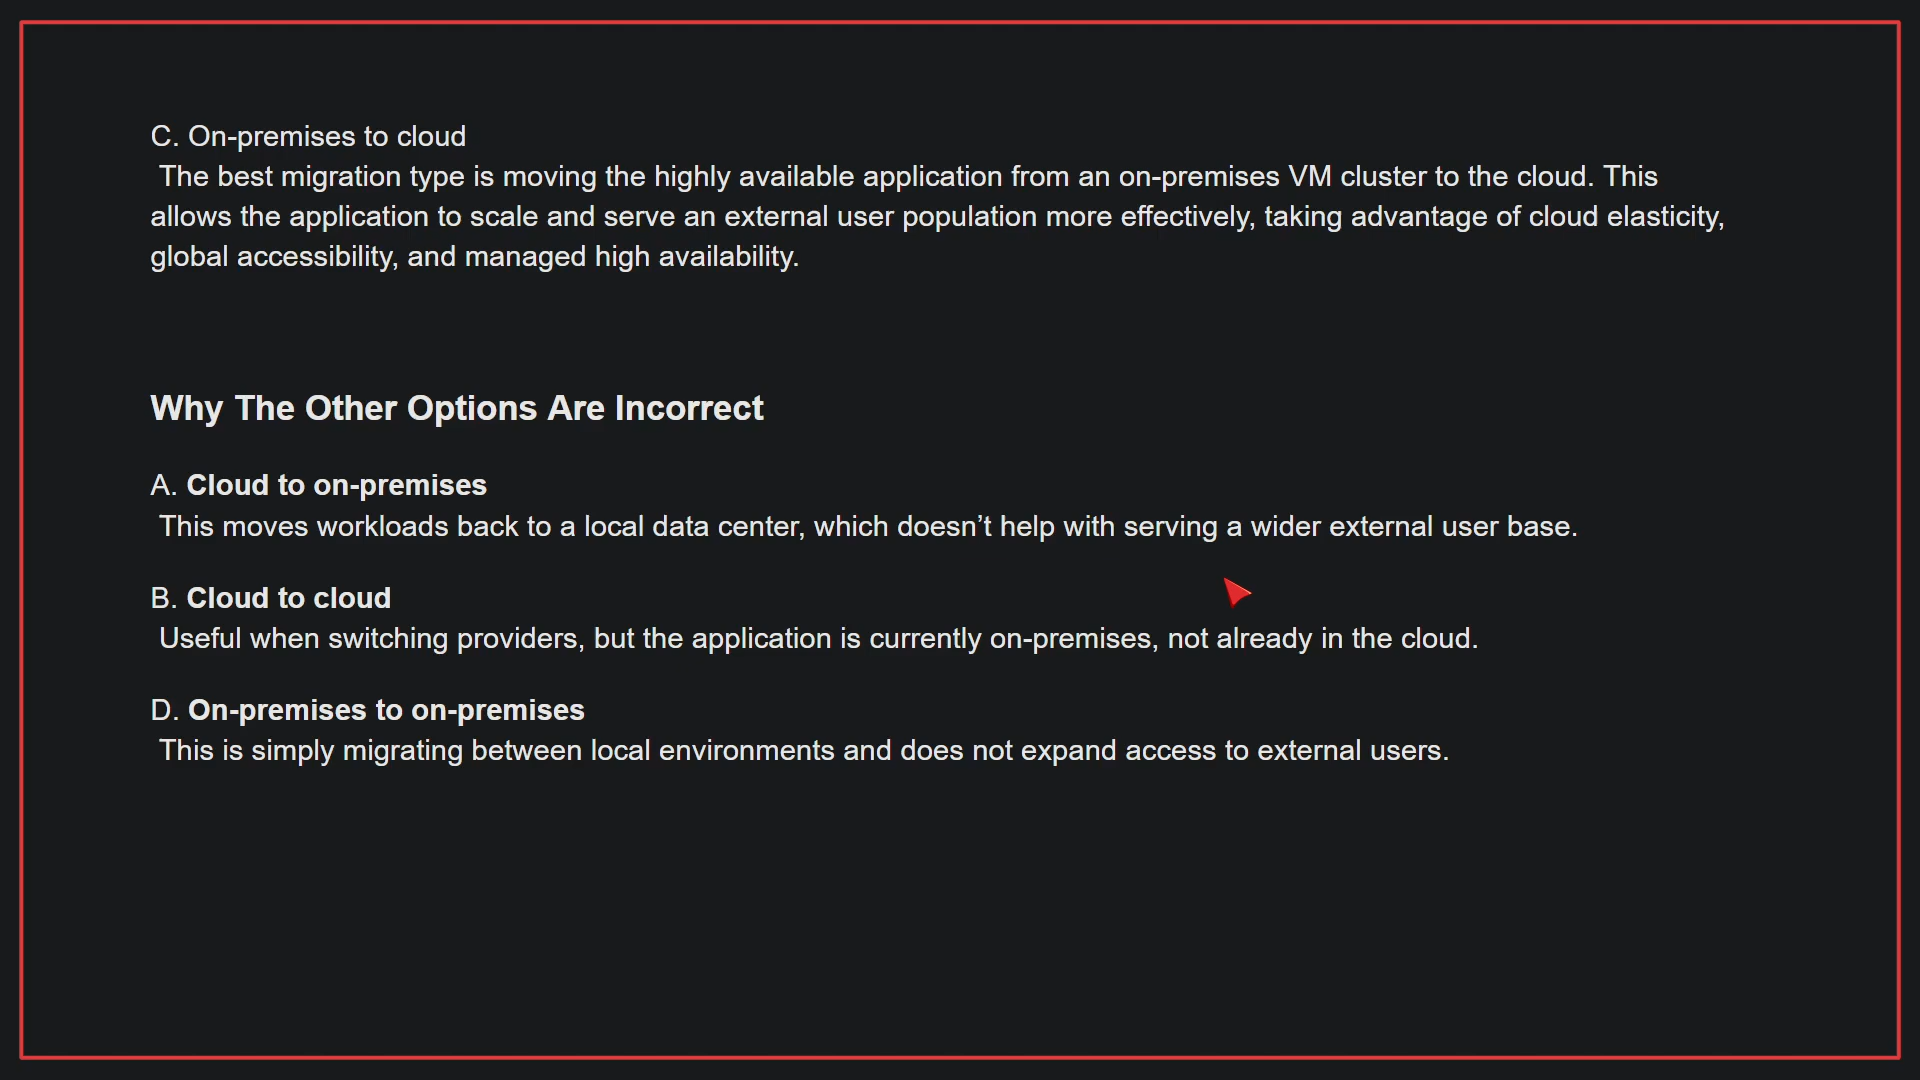 C. On-premises to cloud
The best migration type is moving the highly available application from an on-premises VM cluster to the cloud. This
allows the application to scale and serve an external user population more effectively, taking advantage of cloud elasticity,
global accessibility, and managed high availability.
Why The Other Options Are Incorrect
A. Cloud to on-premises
This moves workloads back to a local data center, which doesn’t help with serving a wider external user base.
B. Cloud to cloud
Useful when switching providers, but the application is currently on-premises, not already in the cloud.
D. On-premises to on-premises
This is simply migrating between local environments and does not expand access to external users.